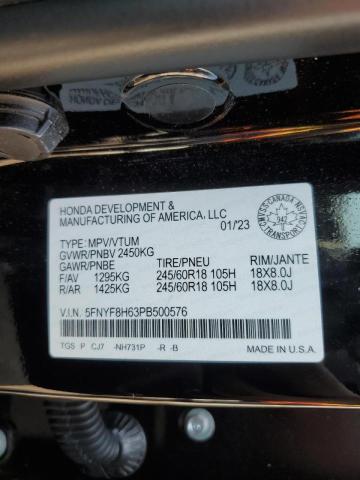 HONDA DEVELOPMENT &
MANUFACTURING OF AMERICA, LLC
01/23
TYPE: MPV/VTUM
GVWR/PNBV 2450KG
GAWR/PNBE TIRE/PNEU RIM/JANTE
F/AV 1295KG 245/60R18 105H 18X8.0J
R/AR 1425KG 245/60R18 105H 18X8.0J
V.I.N. 5FNYF8H63PB500576
TGS P CJ7 -NH731P -R -B
MADE IN U.S.A.
CANADA
TRANSPORT